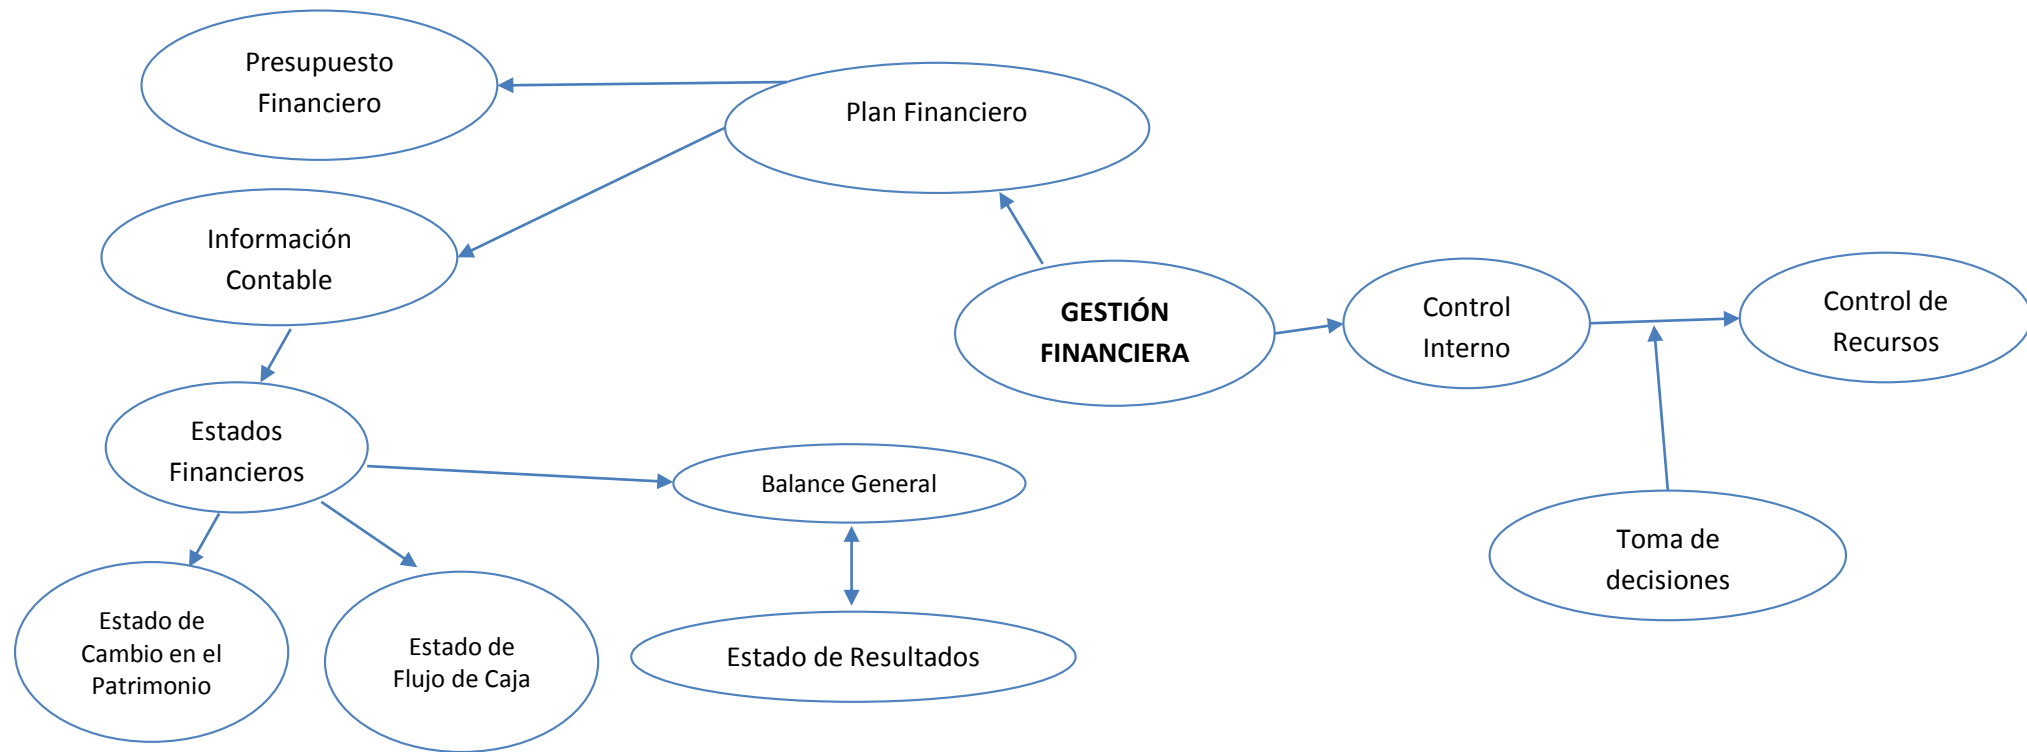 Presupuesto
Financiero
Plan Financiero
Información
Contable
GESTIÓN
FINANCIERA
Control
Interno
Control de
Recursos
Estados
Financieros
Balance General
Toma de
decisiones
Estado de
Cambio en el
Patrimonio
Estado de
Flujo de Caja
Estado de Resultados